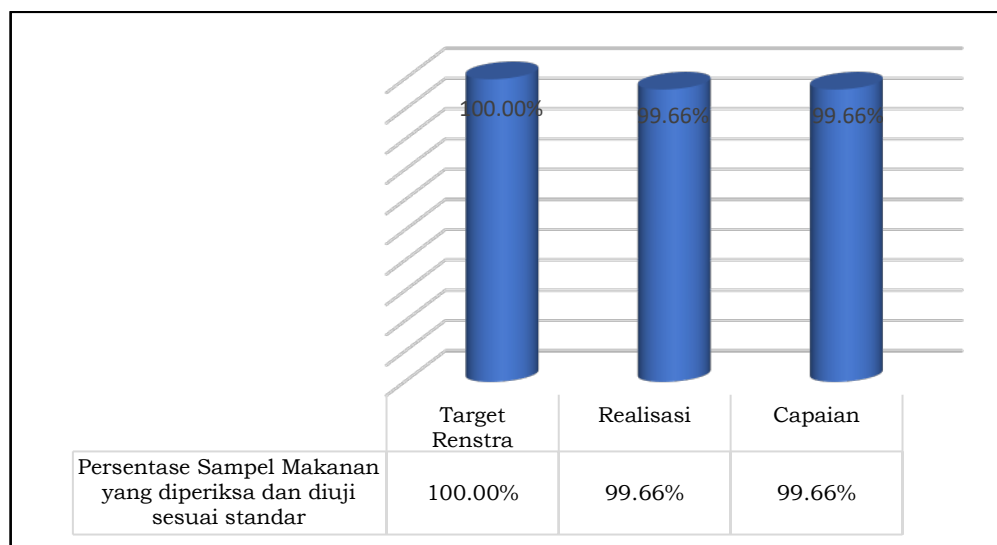 100.00%
99.66%
99.66%
Target
Renstra
Realisasi
Capaian
Persentase Sampel Makanan
yang diperiksa dan diuji
sesuai standar
100.00%
99.66%
99.66%